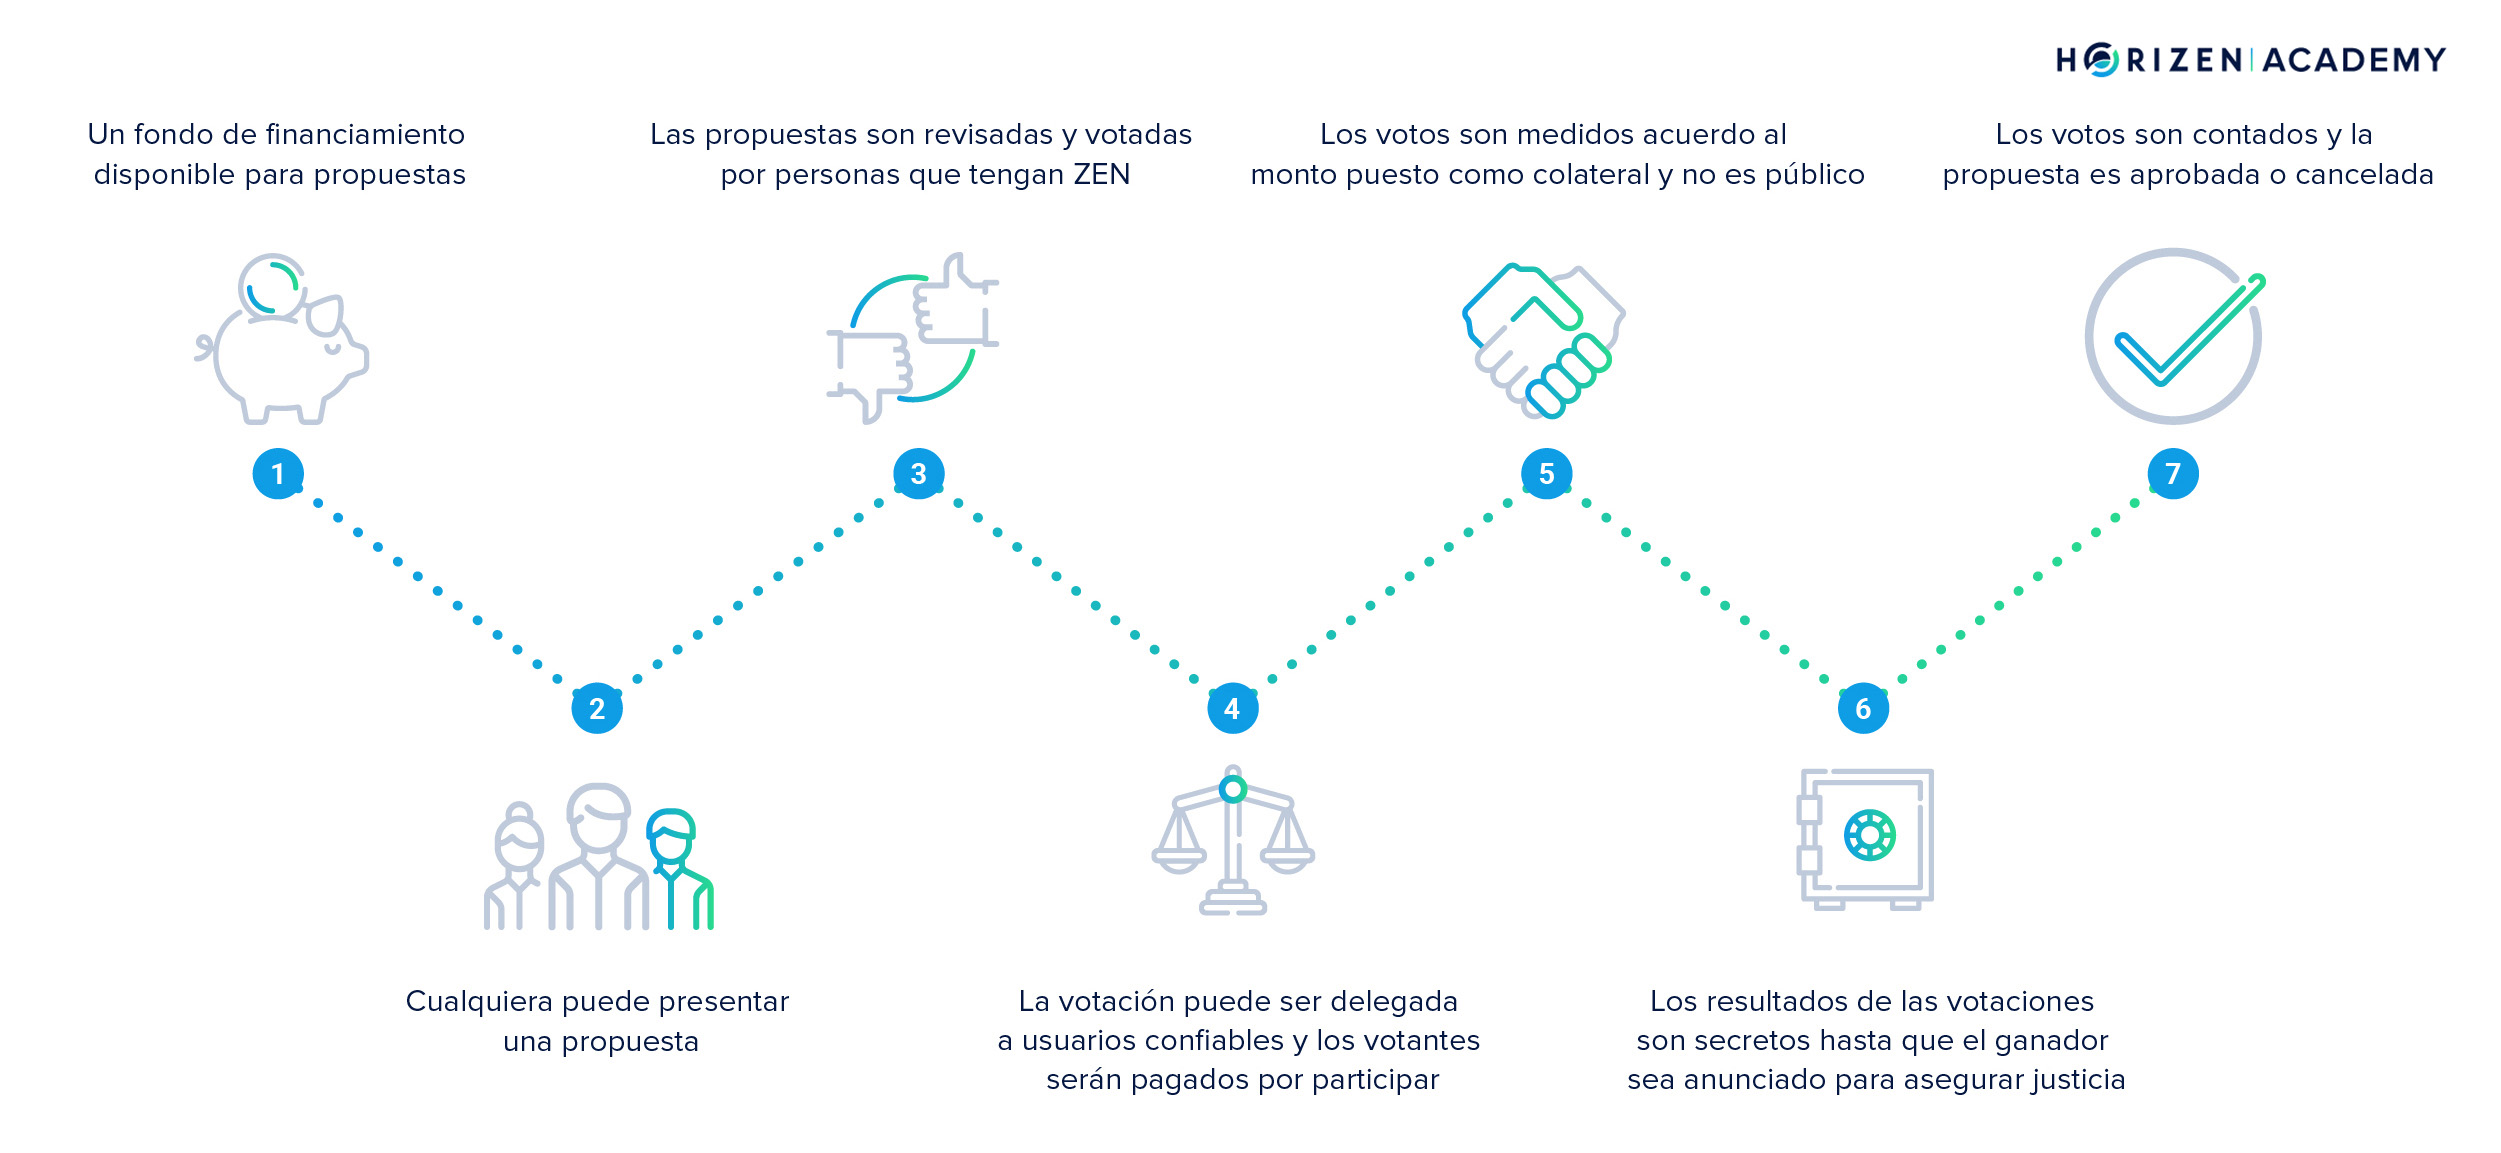 HORIZEN ACADEMY
Un fondo de financiamiento
disponible para propuestas
1
Cualquiera puede presentar
una propuesta
2
Las propuestas son revisadas y votadas
por personas que tengan ZEN
3
La votación puede ser delegada
a usuarios confiables y los votantes
serán pagados por participar
4
Los votos son medidos acuerdo al
monto puesto como colateral y no es público
5
Los resultados de las votaciones
son secretos hasta que el ganador
sea anunciado para asegurar justicia
6
Los votos son contados y la
propuesta es aprobada o cancelada
7